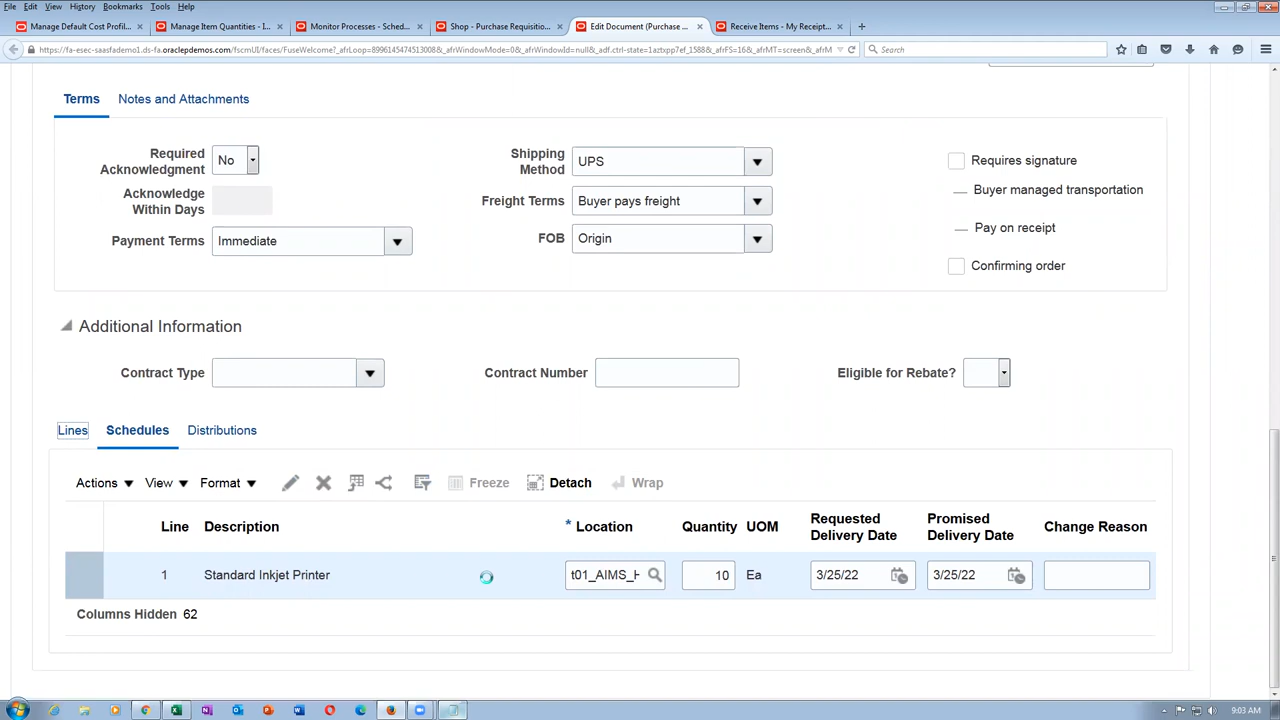 File Edit View History Bookmarks Tools Help
Manage Default Cost Profil... × Manage Item Quantities - I... × Monitor Processes - Sched... × Shop - Purchase Requisitio... × Edit Document (Purchase ... × Receive Items - My Receipt... × +
Search
Terms Notes and Attachments
Required Acknowledgment No
Shipping Method UPS
Requires signature
Acknowledge Within Days
Freight Terms Buyer pays freight
Buyer managed transportation
Payment Terms Immediate
FOB Origin
Pay on receipt
Confirming order
Additional Information
Contract Type Contract Number Eligible for Rebate?
Lines Schedules Distributions
Actions View Format Freeze Detach Wrap
Line Description * Location Quantity UOM Requested Delivery Date Promised Delivery Date Change Reason
1 Standard Inkjet Printer t01_AIMS_H 10 Ea 3/25/22 3/25/22
Columns Hidden 62
9:03 AM